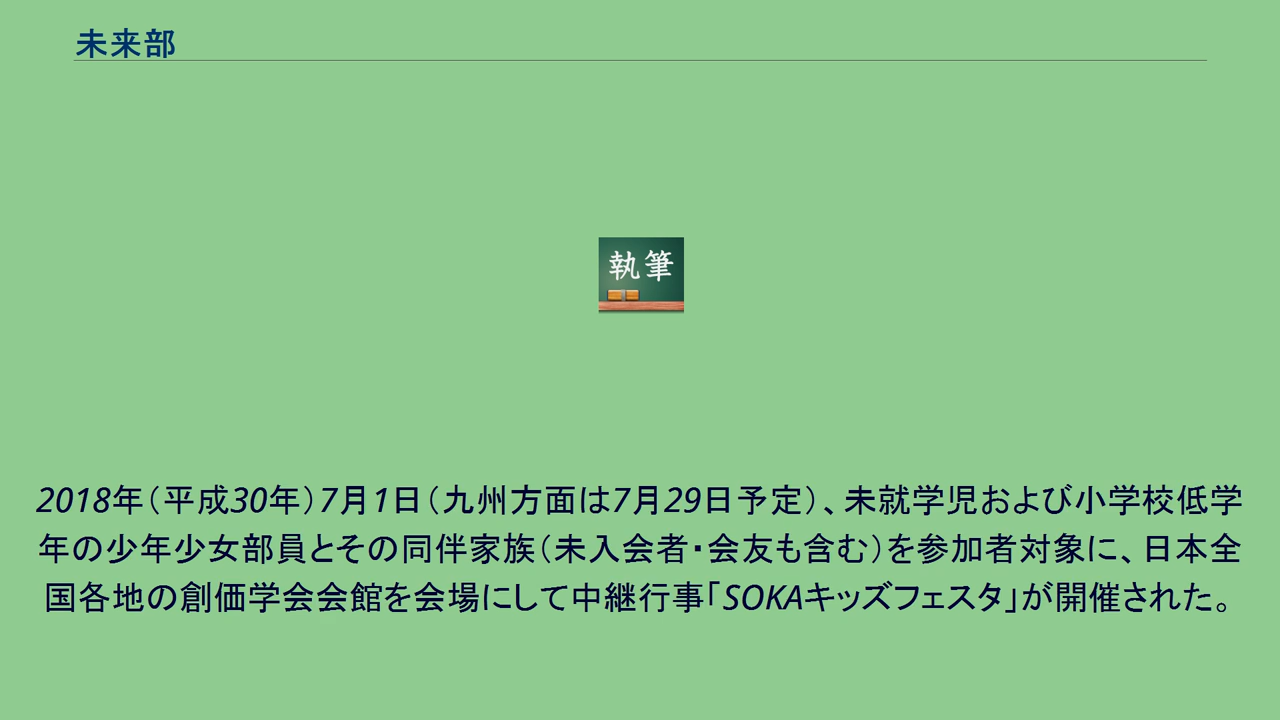 未来部
執筆
2018年（平成30年）7月1日（九州方面は7月29日予定）、未就学児および小学校低学
年の少年少女部員とその同伴家族（未入会者・会友も含む）を参加者対象に、日本全
国各地の創価学会会館を会場にして中継行事「SOKAキッズフェスタ」が開催された。